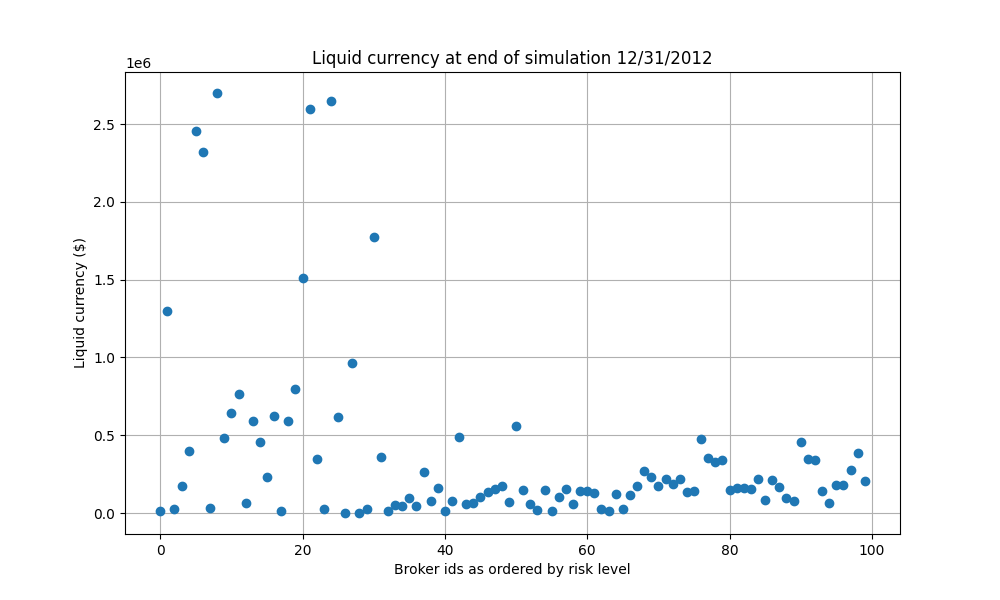 Liquid currency at end of simulation 12/31/2012
1e6
2.5
2.0
1.5
1.0
0.5
0.0
Liquid currency ($)
0 20 40 60 80 100
Broker ids as ordered by risk level